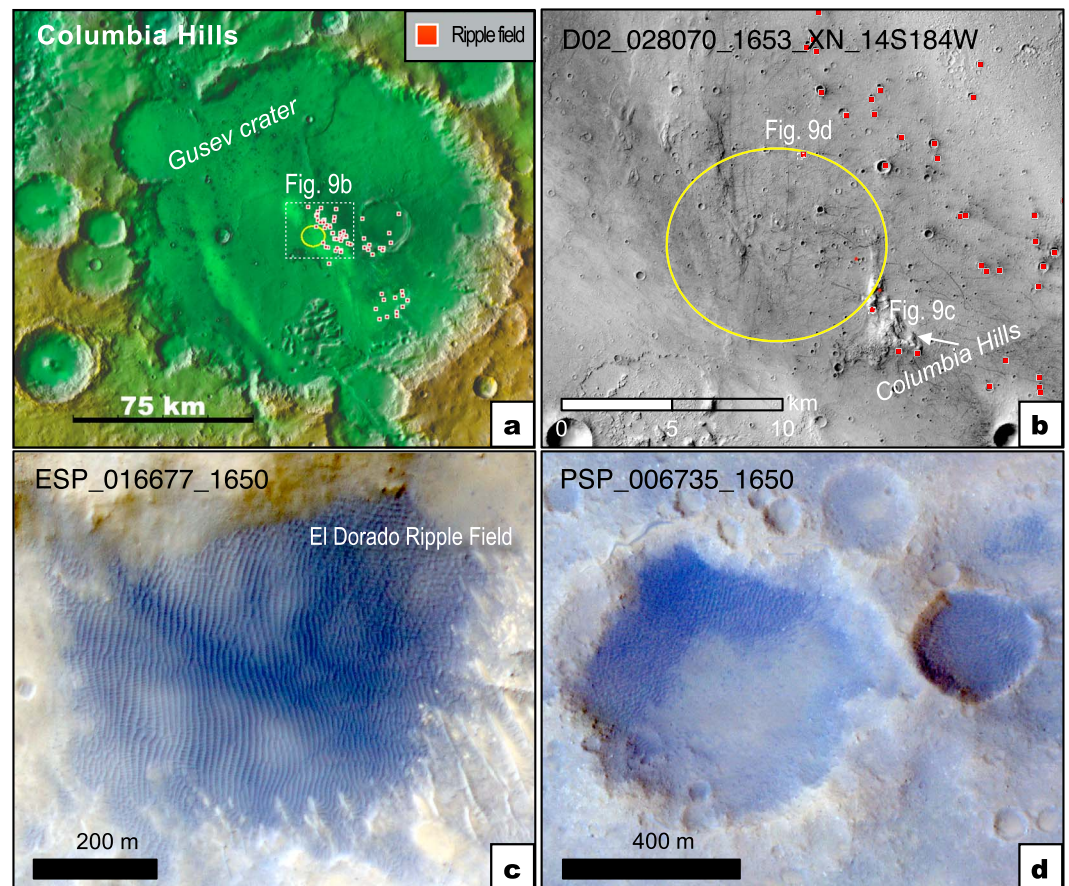 Columbia Hills
Ripple field
Gusev crater
Fig. 9b
75 km
a
D02_028070_1653_XN_14S184W
Fig. 9d
Fig. 9c
Columbia Hills
km
0 5 10
b
ESP_016677_1650
El Dorado Ripple Field
200 m
c
PSP_006735_1650
400 m
d